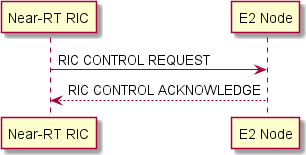 Near-RT RIC
E2 Node
RIC CONTROL REQUEST
RIC CONTROL ACKNOWLEDGE
Near-RT RIC
E2 Node